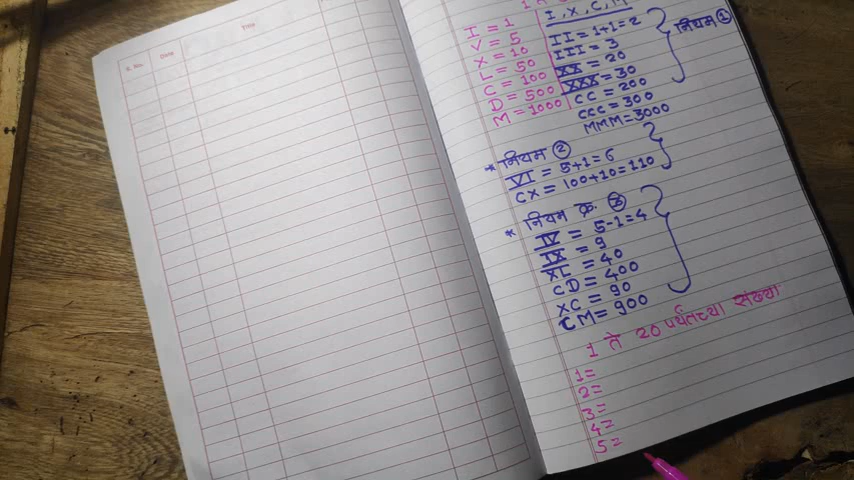 S. No.
Date
Title
I = 1
V = 5
X = 10
L = 50
C = 100
D = 500
M = 1000
I, X, C, M
II = 1+1=2
III = 3
XX = 20
XXX = 30
CC = 200
CCC = 300
MMM=3000
नियम ①
* नियम ②
VI = 5+1=6
CX = 100+10=110
* नियम क्र. ③
IV = 5-1=4
IX = 9
XL = 40
CD = 400
XC = 90
CM = 900
1 ते 20 पर्यंतच्या संख्या
1=
2=
3=
4=
5=